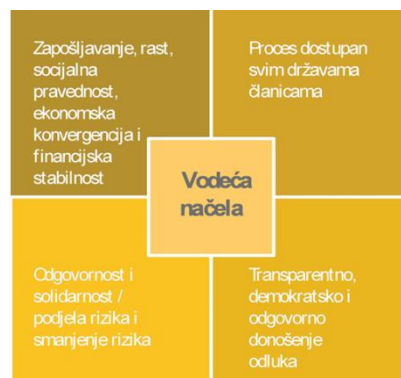 Zapošljavanje, rast,
socijalna
pravednost,
ekonomska
konvergencija i
financijska
stabilnost
Proces dostupan
svim državama
članicama
Vodeća
načela
Odgovornost i
solidarnost /
podjela rizika i
smanjenje rizika
Transparentno,
demokratsko i
odgovorno
donošenje
odluka